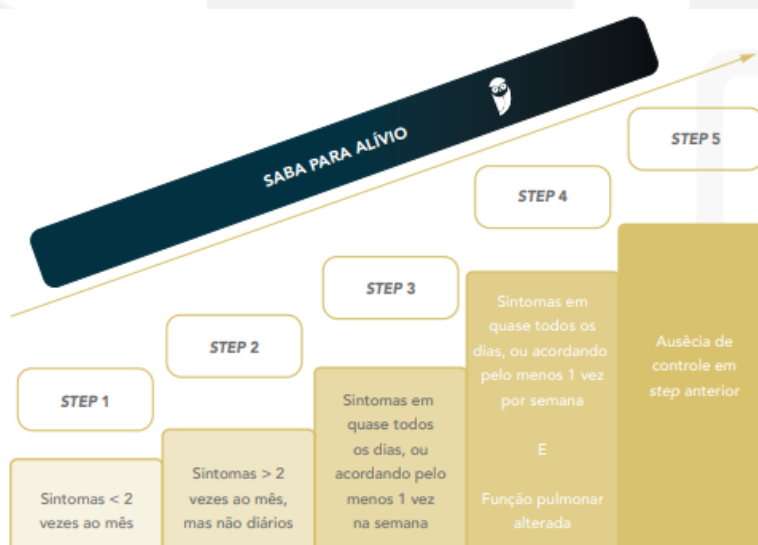 SABA PARA ALÍVIO
STEP 1
Sintomas < 2
vezes ao mês
STEP 2
Sintomas > 2
vezes ao mês,
mas não diários
STEP 3
Sintomas em
quase todos
os dias, ou
acordando pelo
menos 1 vez
na semana
STEP 4
Sintomas em
quase todos os
dias, ou acordando
pelo menos 1 vez
por semana
E
Função pulmonar
alterada
STEP 5
Ausêcia de
controle em
step anterior